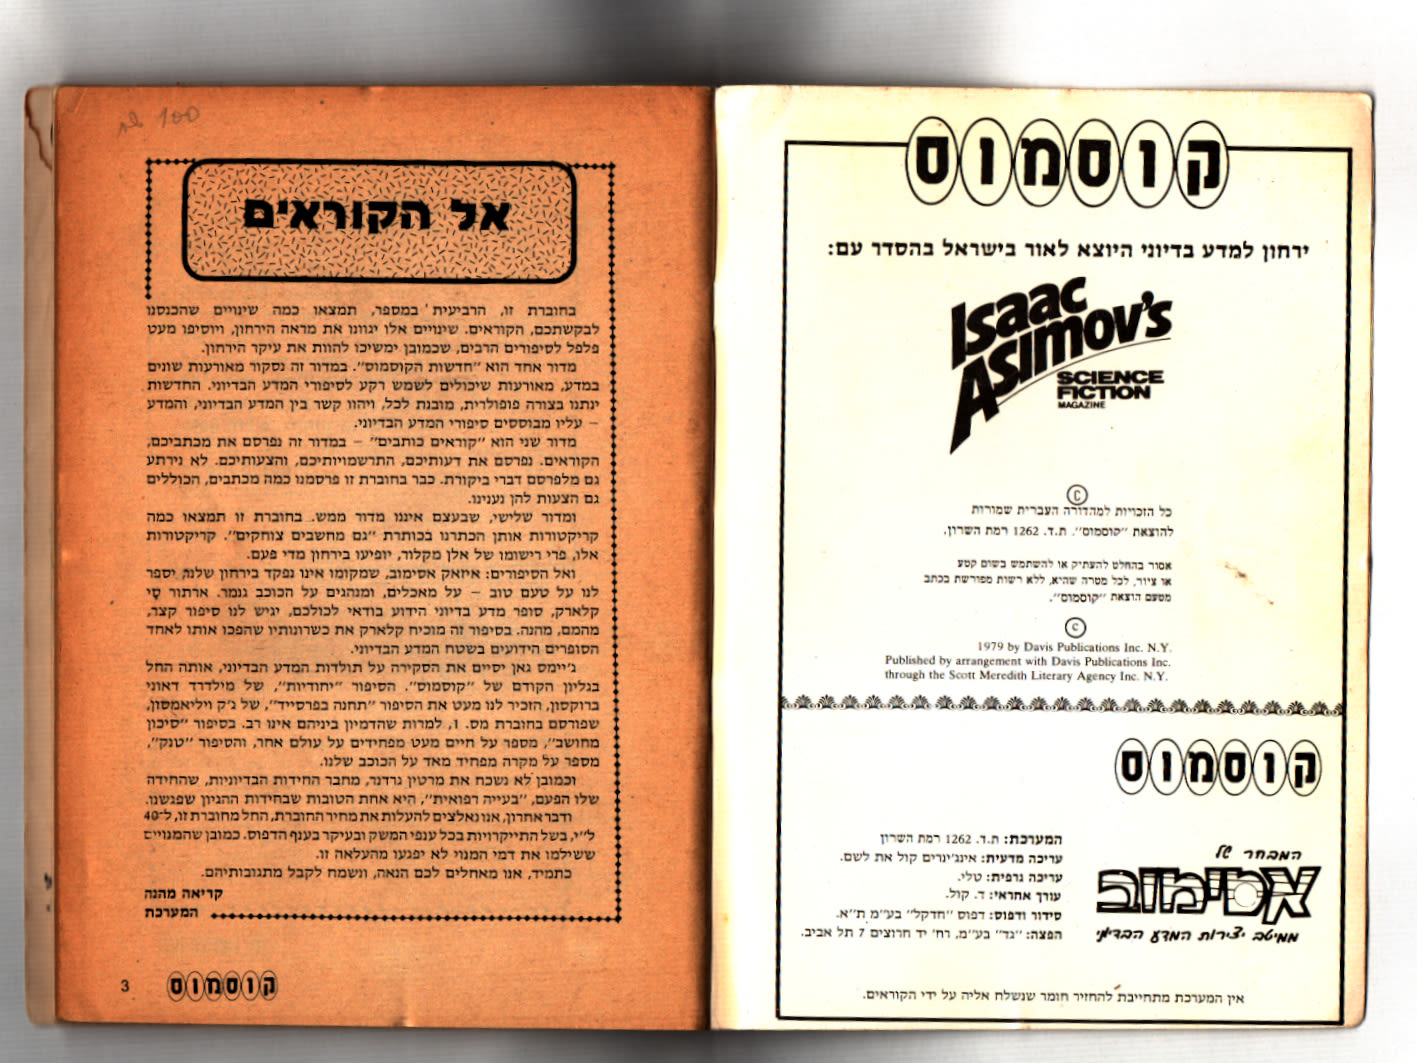 קוסמוס
ירחון למדע בדיוני היוצא לאור בישראל בהסדר עם:
Isaac
Asimov's
SCIENCE
FICTION
MAGAZINE
©
כל הזכויות למהדורה העברית שמורות
להוצאת ״קוסמוס״. ת.ד. 1262 רמת השרון.
אסור בהחלט להעתיק או להשתמש בשום קטע
או ציור, לכל מטרה שהיא, ללא רשות מפורשת בכתב
מטעם הוצאת ״קוסמוס״.
©
1979 by Davis Publications Inc. N.Y.
Published by arrangement with Davis Publications Inc.
through the Scott Meredith Literary Agency Inc. N.Y.
קוסמוס
המערכת: ת.ד. 1262 רמת השרון
עריכה מדעית: אינג׳ינרים קול את לשם.
עריכה גרפית: טלי.
עורך אחראי: ד. קול.
סידור ודפוס: דפוס ״חדקל״ בע״מ ת״א.
הפצה: ״גד״ בע״מ, רח׳ יד חרוצים 7 תל אביב.
המבחר של
אסימוב
ממיטב יצירות המדע הבדיוני
אין המערכת מתחייבת להחזיר חומר שנשלח אליה על ידי הקוראים.
100 שק
אל הקוראים
בחוברת זו, הרביעית במספר, תמצאו כמה שינויים שהכנסנו
לבקשתכם, הקוראים. שינויים אלו יגוונו את מראה הירחון, ויוסיפו מעט
פלפל לסיפורים הרבים, שכמובן ימשיכו להוות את עיקר הירחון.
מדור אחד הוא ״חדשות הקוסמוס״. במדור זה נסקור מאורעות שונים
במדע, מאורעות שיכולים לשמש רקע לסיפורי המדע הבדיוני. החדשות
ינתנו בצורה פופולרית, מובנת לכל, ויהוו קשר בין המדע הבדיוני, והמדע
– עליו מבוססים סיפורי המדע הבדיוני.
מדור שני הוא ״קוראים כותבים״ – במדור זה נפרסם את מכתביכם,
הקוראים. נפרסם את דעותיכם, התרשמויותיכם, והצעותיכם. לא נירתע
גם מלפרסם דברי ביקורת. כבר בחוברת זו פרסמנו כמה מכתבים, הכוללים
גם הצעות להן נענינו.
ומדור שלישי, שבעצם איננו מדור ממש. בחוברת זו תמצאו כמה
קריקטורות אותן הכתרנו בכותרת ״גם מחשבים צוחקים״. קריקטורות
אלו, פרי רישומו של אלן מקלור, יופיעו בירחון מדי פעם.
ואל הסיפורים: איזאק אסימוב, שמקומו אינו נפקד בירחון שלנו, יספר
לנו על טעם טוב – על מאכלים, ומנהגים על הכוכב גנמר. ארתור סי
קלארק, סופר מדע בדיוני הידוע בודאי לכולכם, יגיש לנו סיפור קצר,
מהמם, מהנה. בסיפור זה מוכיח קלארק את כשרונותיו שהפכו אותו לאחד
הסופרים הידועים בשטח המדע הבדיוני.
ג׳יימס גאן יסיים את הסקירה על תולדות המדע הבדיוני, אותה החל
בגליון הקודם של ״קוסמוס״. הסיפור ״יחודיות״, של מילדרד דאוני
ברוקסון, הזכיר לנו מעט את הסיפור ״תחנה בפרסייד״, של ג׳ק ויליאמסון,
שפורסם בחוברת מס. 1, למרות שהדמיון ביניהם אינו רב. בסיפור ״סיכון
מחושב״, מספר על חיים מעט מפחידים על עולם אחר, והסיפור ״טנק״,
מספר על מקרה מפחיד מאד על הכוכב שלנו.
וכמובן לא נשכח את מרטין גרדנר, מחבר החידות הבדיוניות, שהחידה
שלו הפעם, ״בעייה רפואית״, היא אחת הטובות שבחידות ההגיון שפגשנו.
ודבר אחרון, אנו נאלצים להעלות את מחיר החוברת, החל מחוברת זו, ל־40
ל״י, בשל התייקרויות בכל ענפי המשק ובעיקר בענף הדפוס. כמובן שהמנויים
ששילמו את דמי המנוי לא יפגעו מהעלאה זו.
כתמיד, אנו מאחלים לכם הנאה, ונשמח לקבל מתגובותיהם.
קריאה מהנה
המערכת
קוסמוס
3